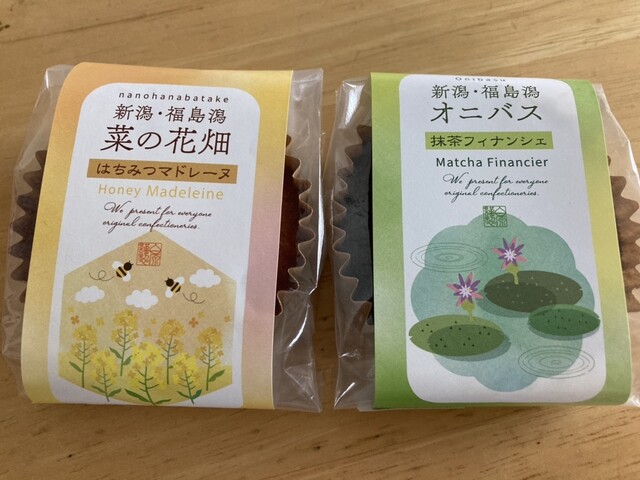 nanohanabatake
新潟・福島潟
菜の花畑
はちみつマドレーヌ
Honey Madeleine
We present for everyone
original confectioneries.
Onibasu
新潟・福島潟
オニバス
抹茶フィナンシェ
Matcha Financier
We present for everyone
original confectioneries.